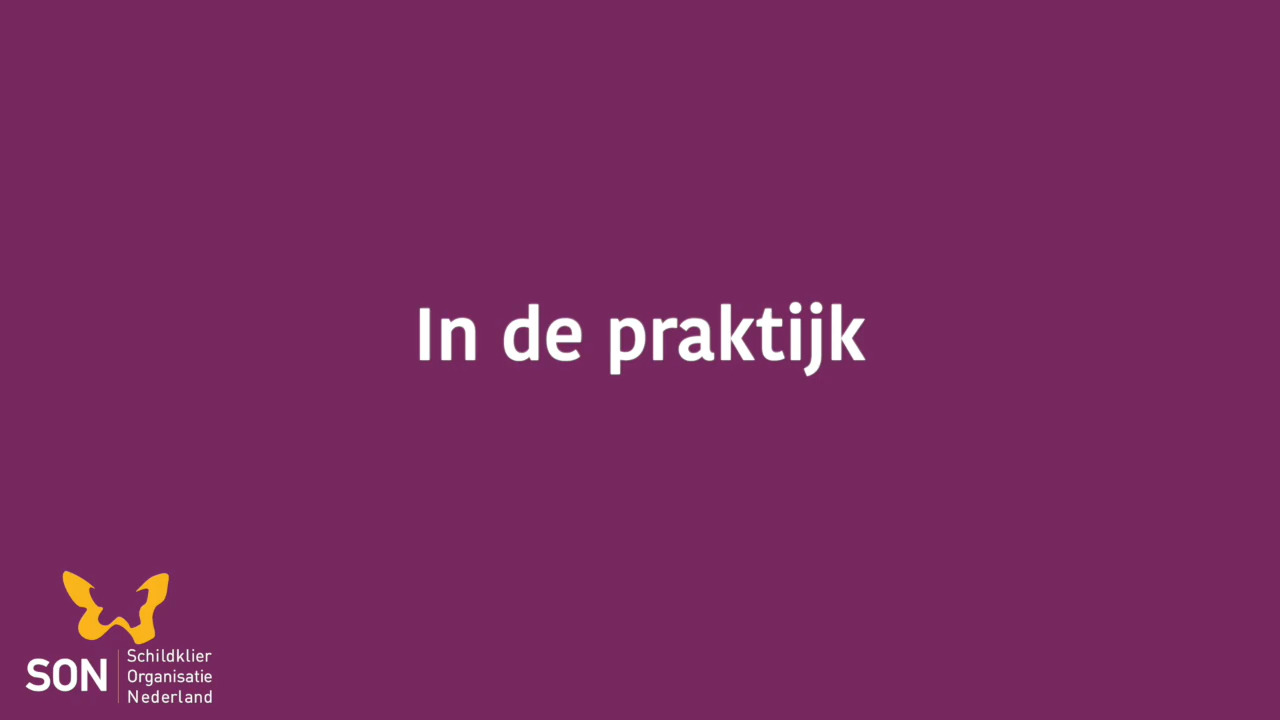 In de praktijk
SON
Schildklier
Organisatie
Nederland